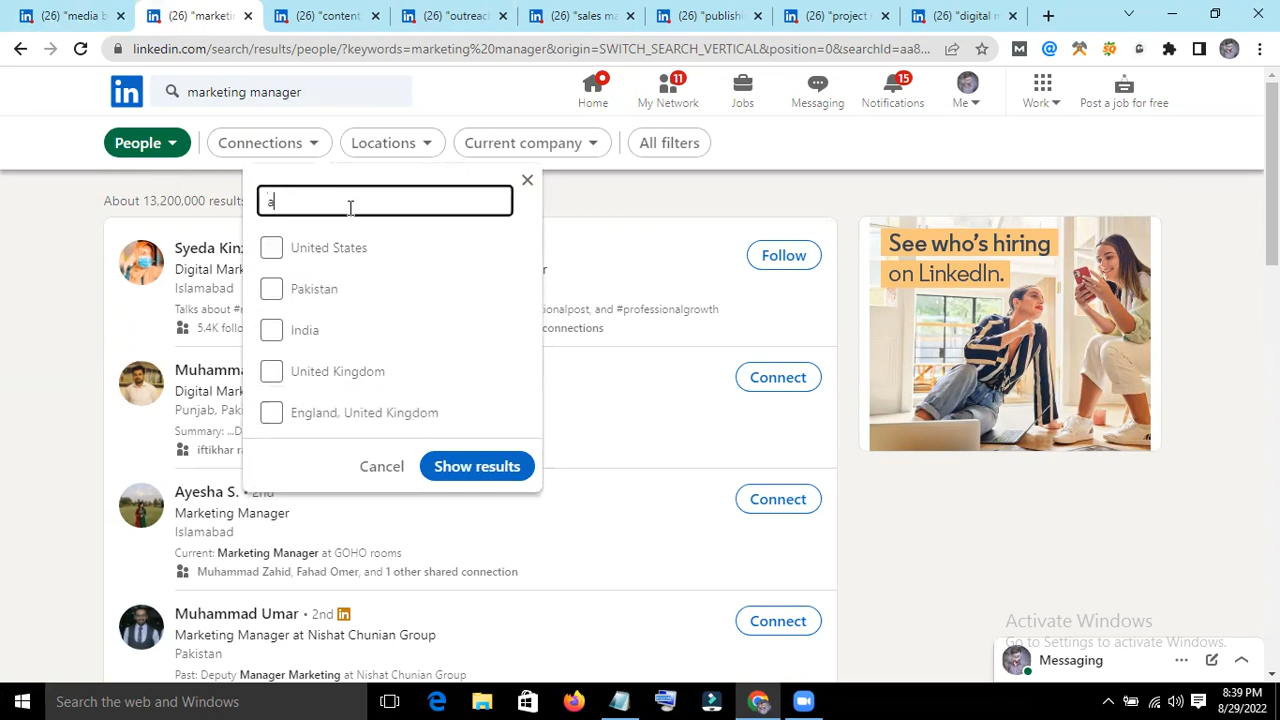 (26) "media b
(26) "marketin
(26) "content
(26) "outreac
(26) "sales ma
(26) "publishi
(26) "project
(26) "digital n
linkedin.com/search/results/people/?keywords=marketing%20manager&origin=SWITCH_SEARCH_VERTICAL&position=0&searchId=aa8...
in
marketing manager
Home
11
My Network
Jobs
Messaging
15
Notifications
Me
Work
Post a job for free
People
Connections
Locations
Current company
All filters
About 13,200,000 results
a
United States
Pakistan
India
United Kingdom
England, United Kingdom
Cancel
Show results
Syeda Kin
Digital Mark
Islamabad
Talks about #
onalpost, and #professionalgrowth
5.4K follo
connections
Follow
Muhamma
Digital Mark
Punjab, Paki
Summary: ...D
iftikhar ra
Connect
Ayesha S. • 2nd
Marketing Manager
Islamabad
Current: Marketing Manager at GOHO rooms
Muhammad Zahid, Fahad Omer, and 1 other shared connection
Connect
Muhammad Umar • 2nd
Marketing Manager at Nishat Chunian Group
Pakistan
Past: Deputy Manager Marketing at Nishat Chunian Group
Connect
See who's hiring
on LinkedIn.
Activate Windows
Go to Settings to activate Windows.
Messaging
Search the web and Windows
8:39 PM
8/29/2022